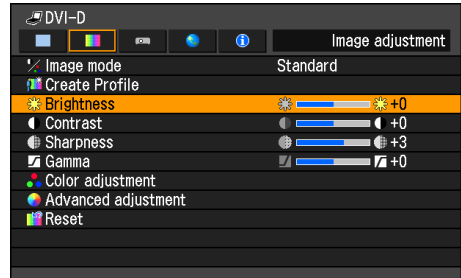 DVI-D
Image adjustment
Image mode Standard
Create Profile
Brightness +0
Contrast +0
Sharpness +3
Gamma +0
Color adjustment
Advanced adjustment
Reset